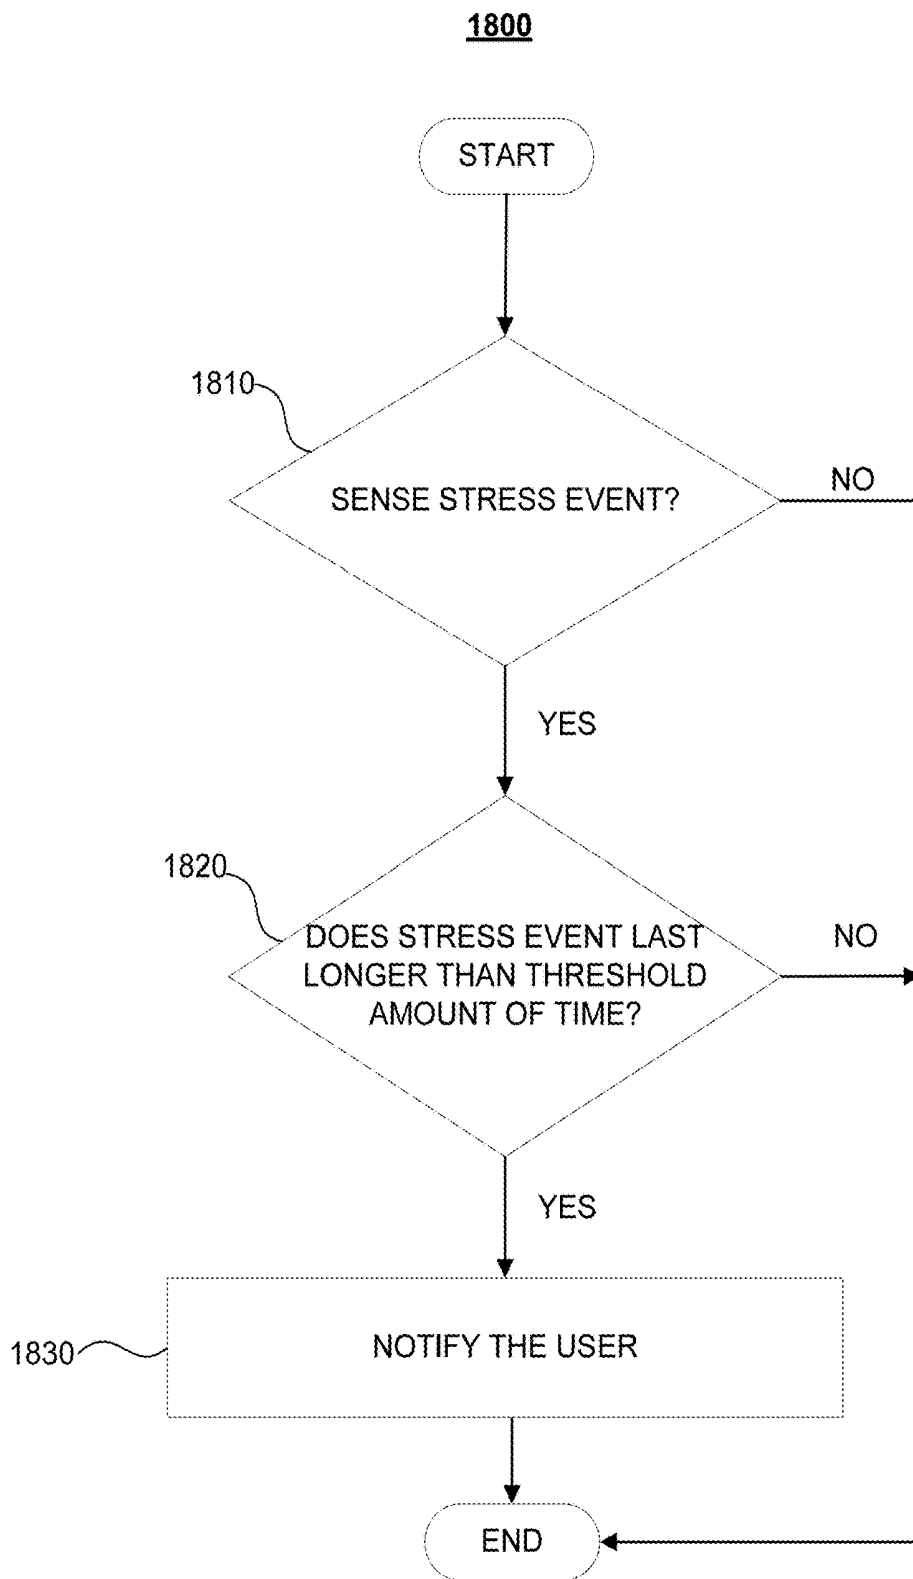 1800
START
1810
SENSE STRESS EVENT?
NO
YES
1820
DOES STRESS EVENT LAST
LONGER THAN THRESHOLD
AMOUNT OF TIME?
NO
YES
1830
NOTIFY THE USER
END